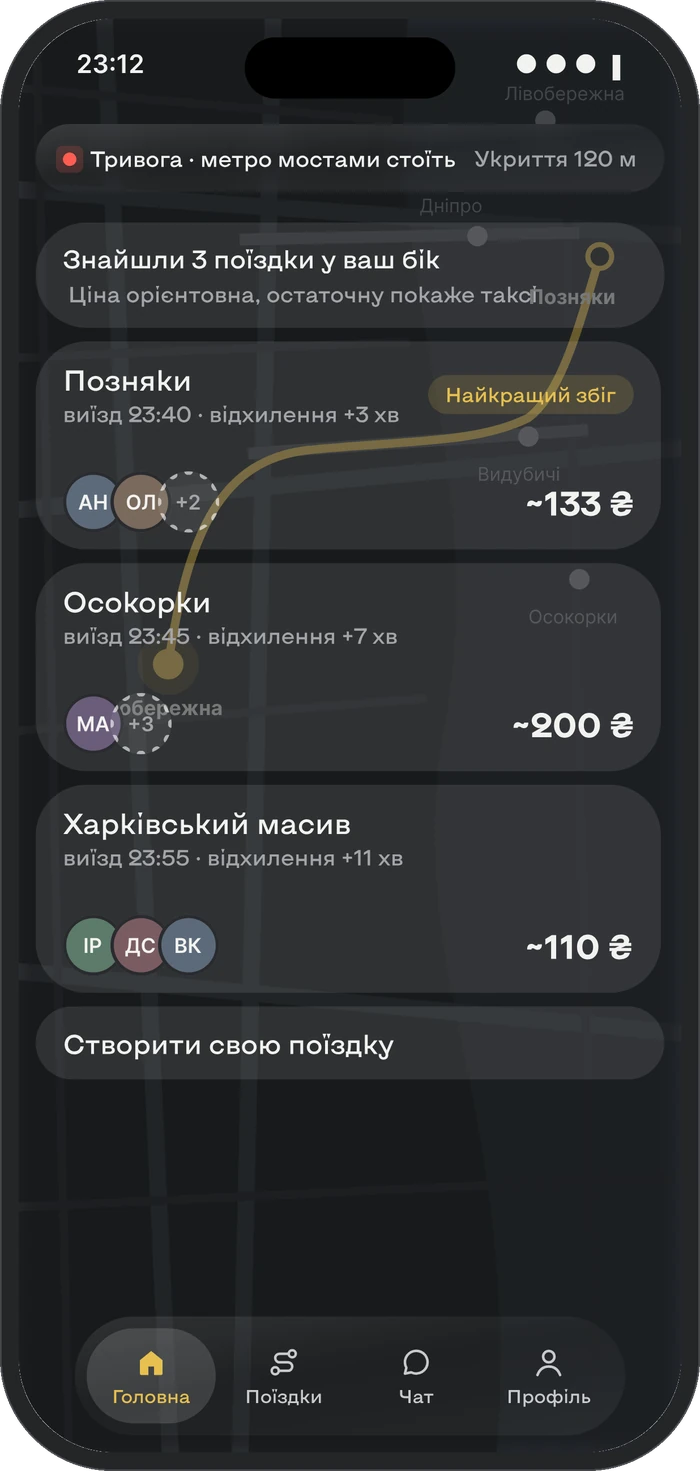 23:12
Лівобережна
Тривога · метро мостами стоїть Укриття 120 м
Дніпро
Знайшли 3 поїздки у ваш бік
Ціна орієнтовна, остаточну покаже таксі
Позняки
Позняки
Найкращий збіг
виїзд 23:40 · відхилення +3 хв
Видубичі
АН ОЛ +2
~133 ₴
Осокорки
Осокорки
виїзд 23:45 · відхилення +7 хв
обережна
МА +3
~200 ₴
Харківський масив
виїзд 23:55 · відхилення +11 хв
ІР ДС ВК
~110 ₴
Створити свою поїздку
Головна Поїздки Чат Профіль